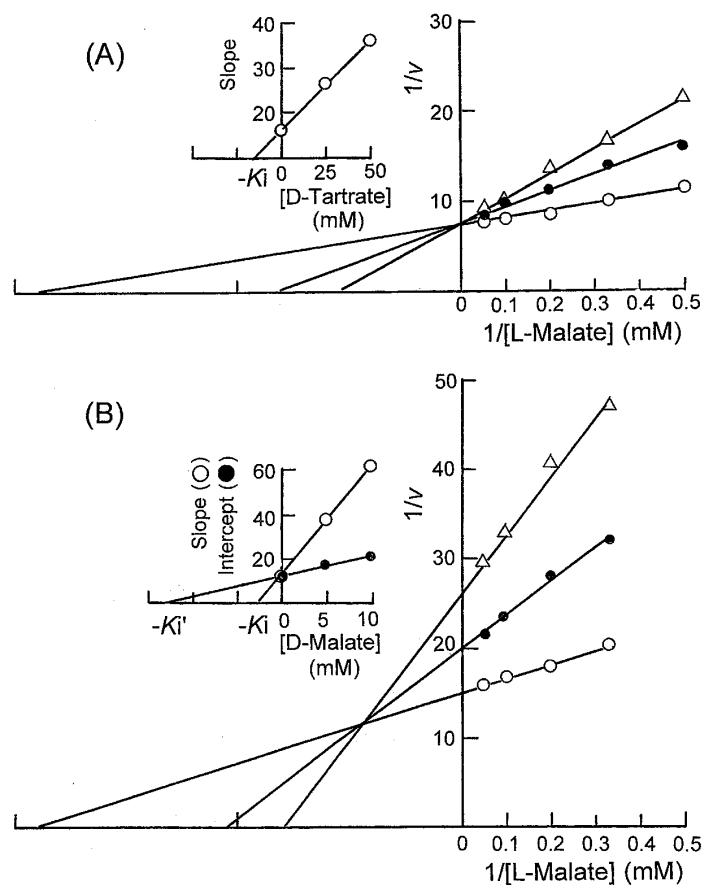 (A)
Slope
40
30
20
-Ki 0 25 50
[D-Tartrate]
(mM)
1/v
30
20
10
0 0.1 0.2 0.3 0.4 0.5
1/[L-Malate] (mM)
(B)
Slope (○)
Intercept (●)
60
40
20
-Ki' -Ki 0 5 10
[D-Malate]
(mM)
1/v
50
40
30
20
10
0 0.1 0.2 0.3 0.4 0.5
1/[L-Malate] (mM)